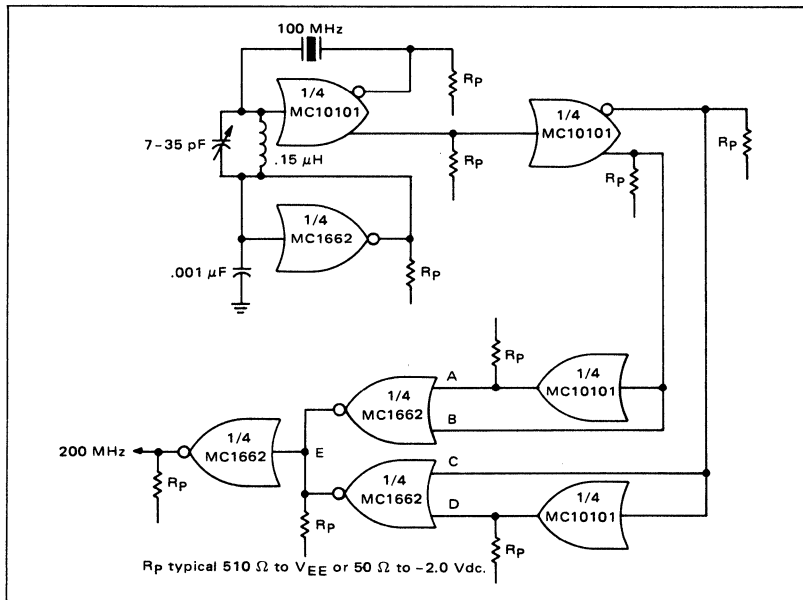 100 MHz
RP
1/4
MC10101
1/4
MC10101
7–35 pF
.15 μH
RP
RP
RP
1/4
MC1662
.001 μF
RP
RP
A
1/4
MC10101
1/4
MC1662
B
200 MHz
1/4
MC1662
E
C
RP
1/4
MC1662
D
1/4
MC10101
RP
RP
RP typical 510 Ω to VEE or 50 Ω to −2.0 Vdc.